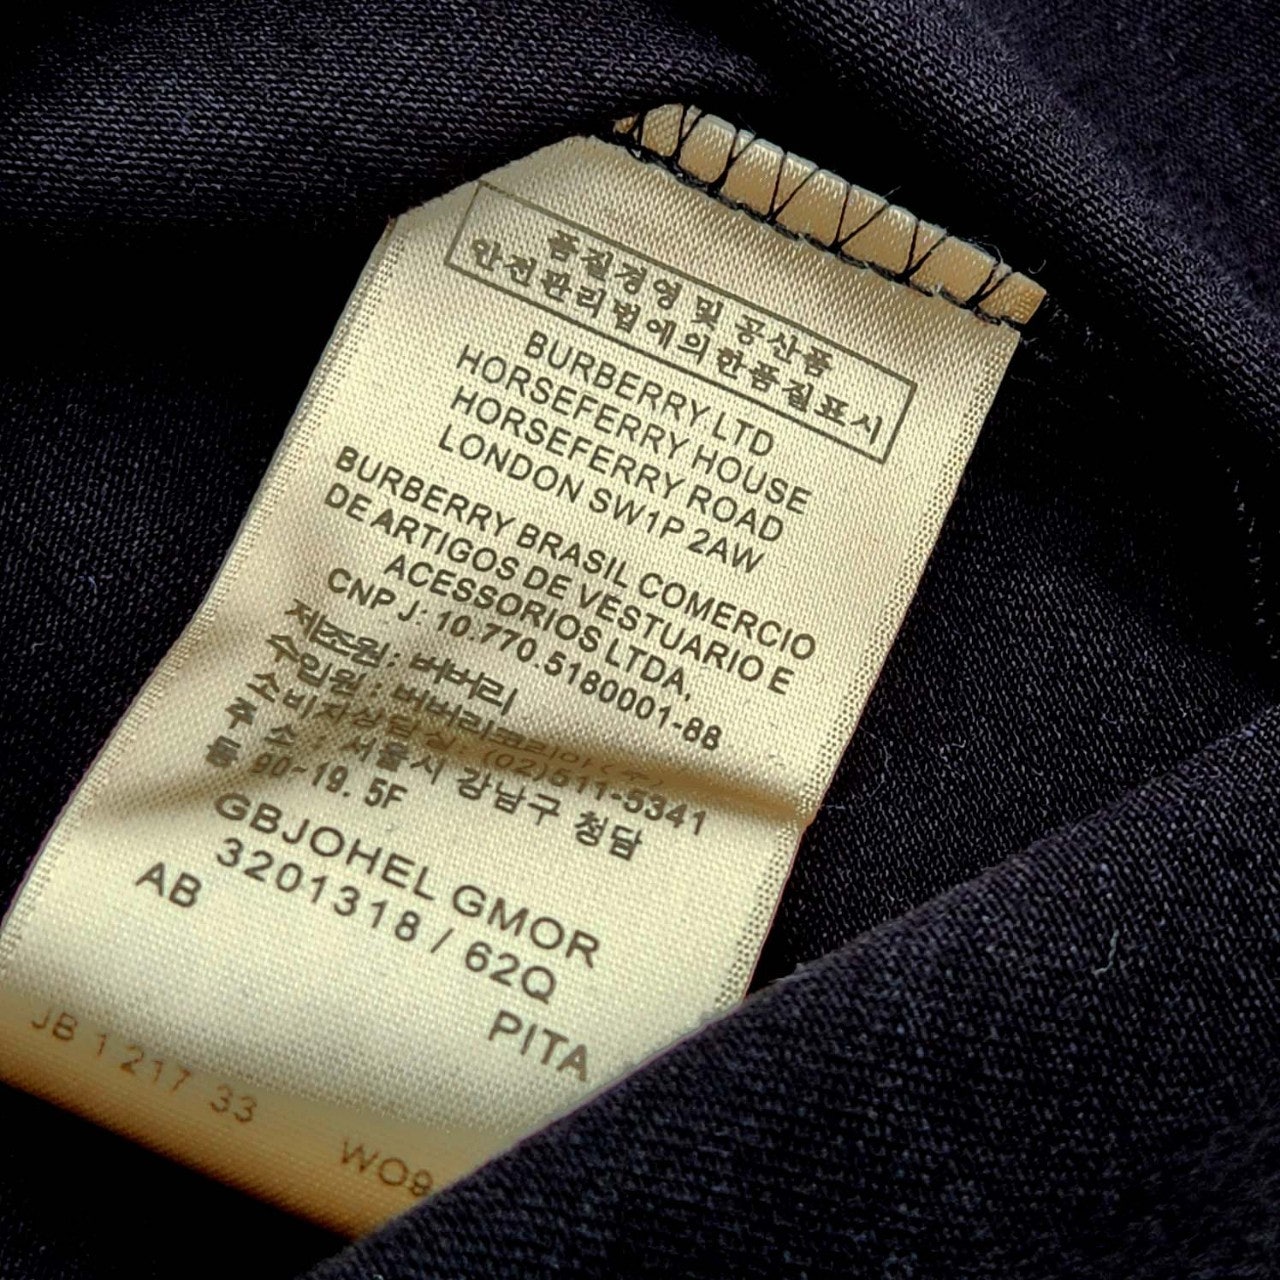 품질경영 및 공산품
안전관리법에의한품질표시
BURBERRY LTD
HORSEFERRY HOUSE
HORSEFERRY ROAD
LONDON SW1P 2AW
BURBERRY BRASIL COMERCIO
DE ARTIGOS DE VESTUARIO E
ACESSORIOS LTDA,
CNPJ: 10.770.5180001-88
제조원: 버버리
수입원: 버버리코리아(주)
소비자상담실: (02)511-5341
주 소 : 서울시 강남구 청담
동 90-19. 5F
GBJOHEL GMOR
3201318 / 62Q
AB
PITA
JB 1 217 33
WO9